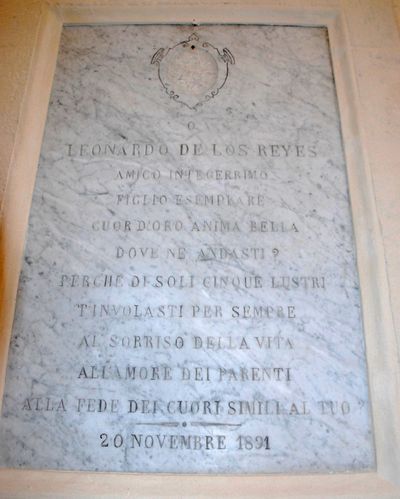 O
LEONARDO DE LOS REYES
AMICO INTEGERRIMO
FIGLIO ESEMPLARE
CUOR D'ORO ANIMA BELLA
DOVE NE ANDASTI?
PERCHÈ DI SOLI CINQUE LUSTRI
T'INVOLASTI PER SEMPRE
AL SORRISO DELLA VITA
ALL'AMORE DEI PARENTI
ALLA FEDE DEI CUORI SIMILI AL TUO
20 NOVEMBRE 1891